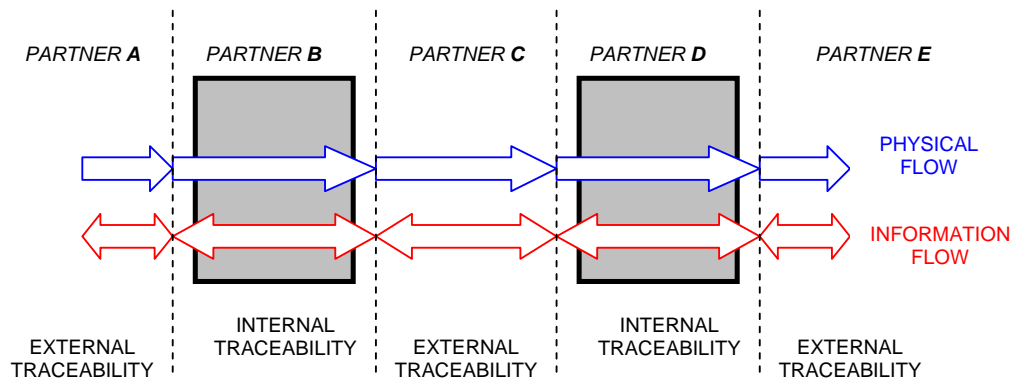 PARTNER A
PARTNER B
PARTNER C
PARTNER D
PARTNER E
PHYSICAL
FLOW
INFORMATION
FLOW
EXTERNAL
TRACEABILITY
INTERNAL
TRACEABILITY
EXTERNAL
TRACEABILITY
INTERNAL
TRACEABILITY
EXTERNAL
TRACEABILITY